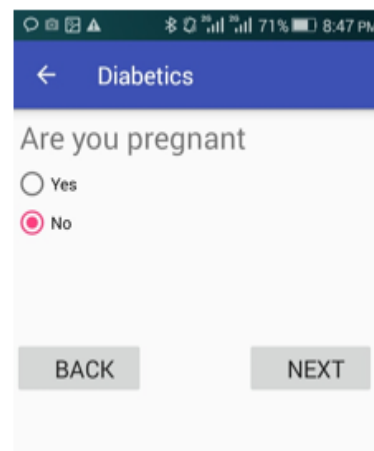 71% 8:47 PM
Diabetics
Are you pregnant
Yes
No
BACK NEXT